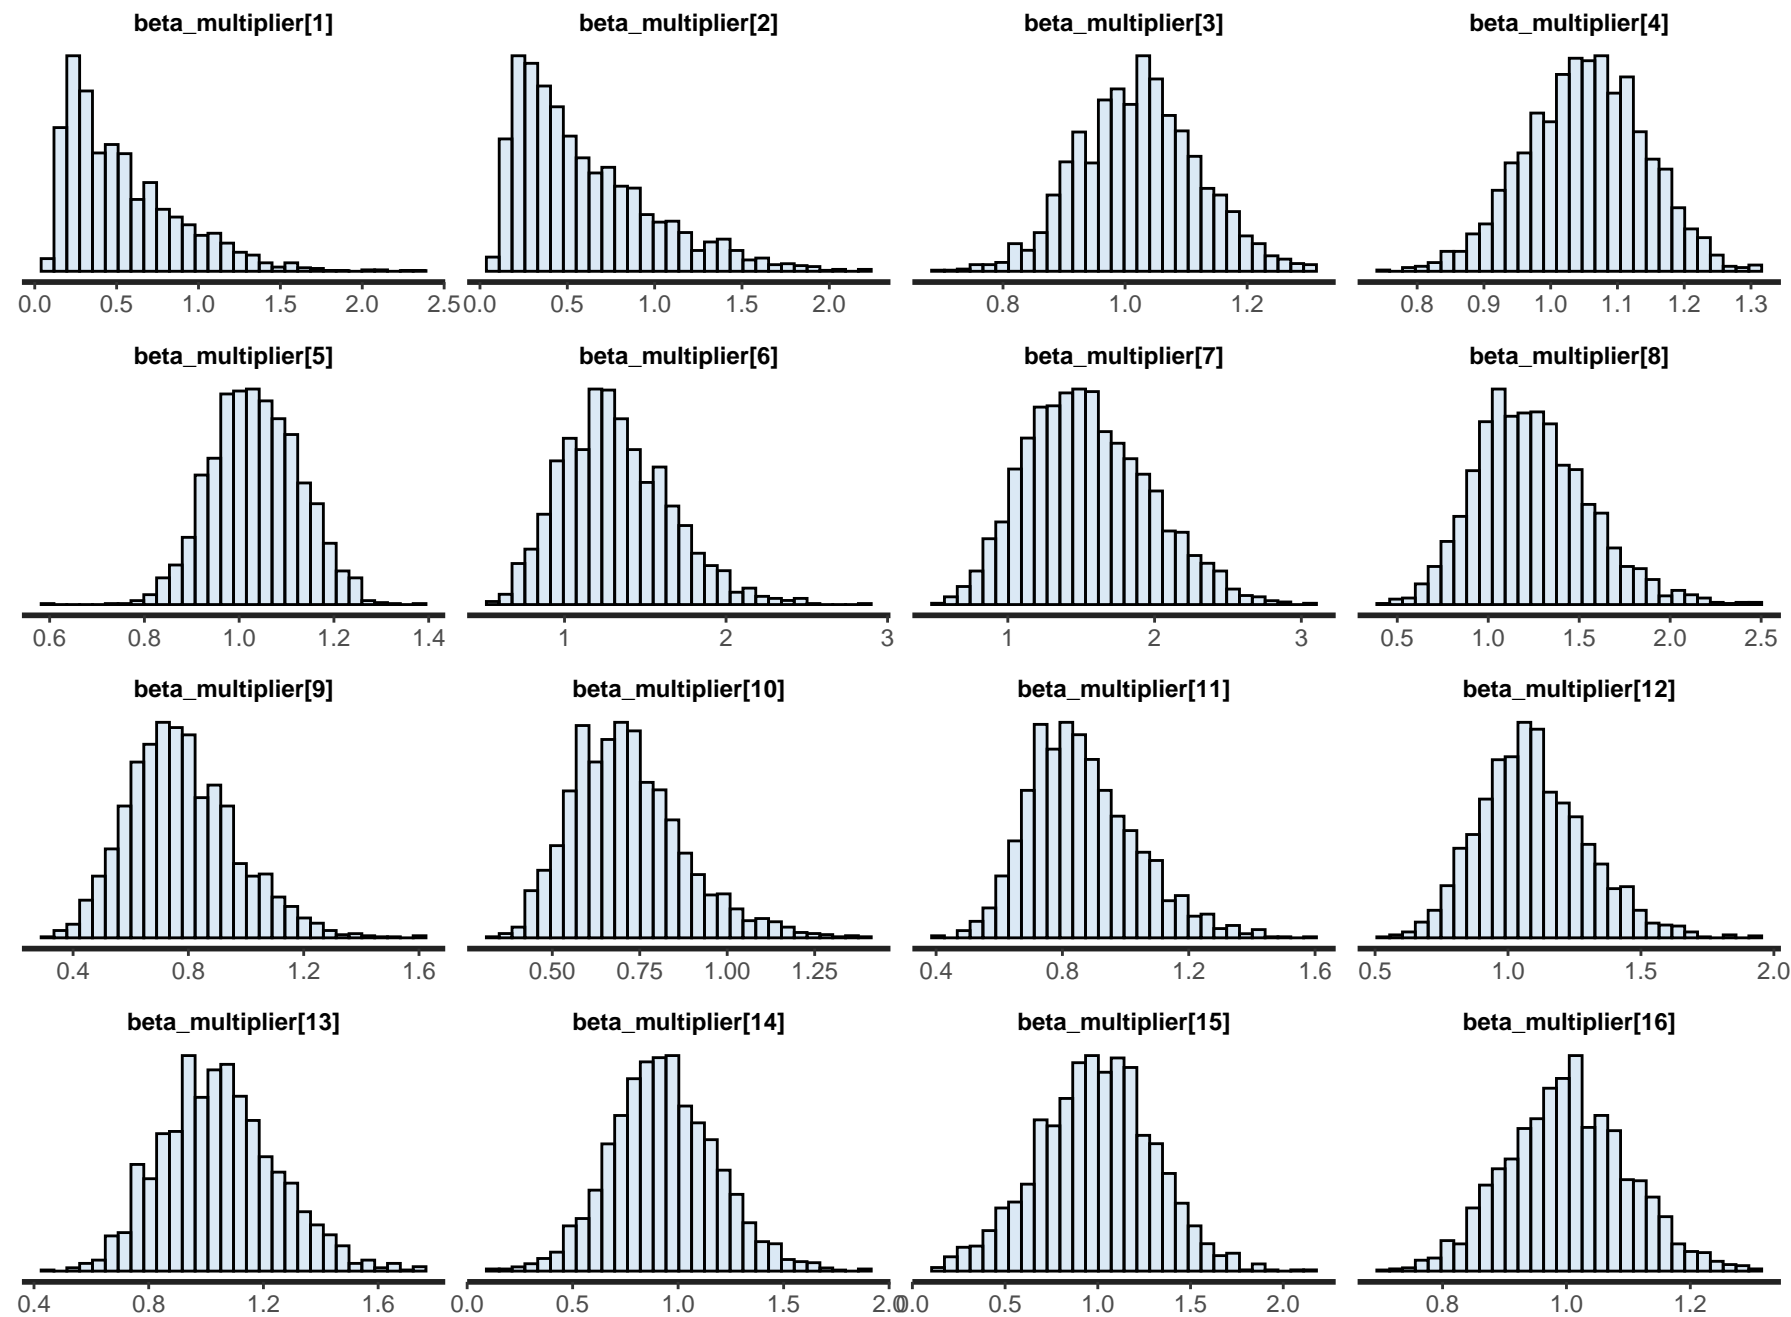 beta_multiplier[1] beta_multiplier[2] beta_multiplier[3] beta_multiplier[4]
0.0 0.5 1.0 1.5 2.0 2.5 0.0 0.5 1.0 1.5 2.0 0.8 1.0 1.2 0.8 0.9 1.0 1.1 1.2 1.3
beta_multiplier[5] beta_multiplier[6] beta_multiplier[7] beta_multiplier[8]
0.6 0.8 1.0 1.2 1.4 1 2 3 1 2 3 0.5 1.0 1.5 2.0 2.5
beta_multiplier[9] beta_multiplier[10] beta_multiplier[11] beta_multiplier[12]
0.4 0.8 1.2 1.6 0.50 0.75 1.00 1.25 0.4 0.8 1.2 1.6 0.5 1.0 1.5 2.0
beta_multiplier[13] beta_multiplier[14] beta_multiplier[15] beta_multiplier[16]
0.4 0.8 1.2 1.6 0.0 0.5 1.0 1.5 2.0 0.0 0.5 1.0 1.5 2.0 0.8 1.0 1.2